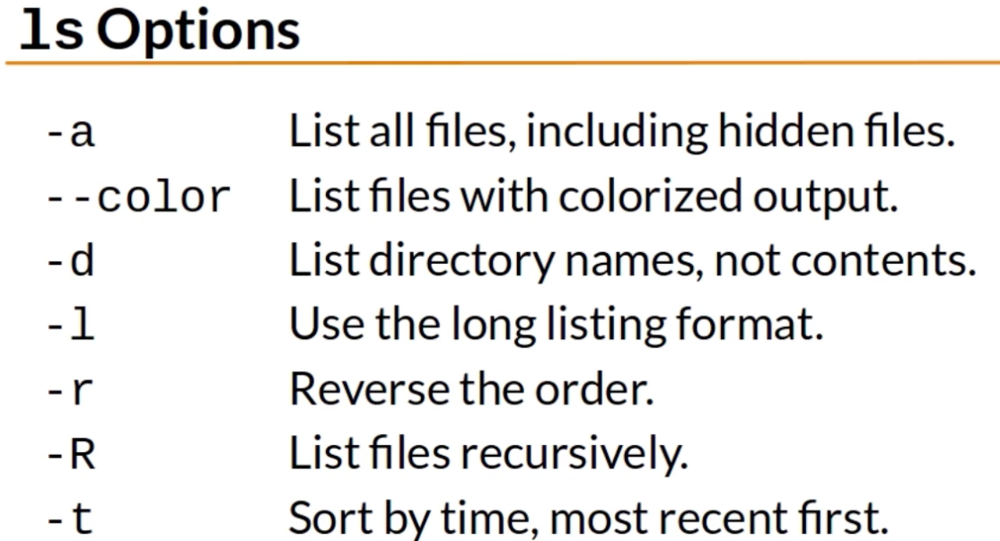 ls Options
-a List all files, including hidden files.
--color List files with colorized output.
-d List directory names, not contents.
-l Use the long listing format.
-r Reverse the order.
-R List files recursively.
-t Sort by time, most recent first.